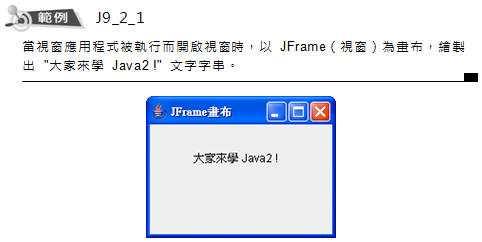 範例 J9_2_1
當視窗應用程式被執行而開啟視窗時，以 JFrame（視窗）為畫布，繪製
出 "大家來學 Java2 !" 文字字串。
JFrame畫布
大家來學 Java2 !